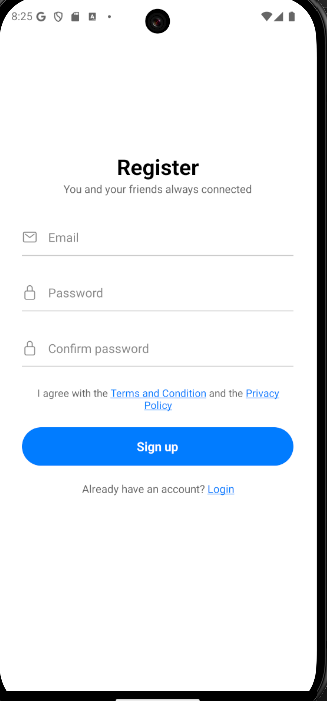 8:25
Register
You and your friends always connected
Email
Password
Confirm password
I agree with the Terms and Condition and the Privacy
Policy
Sign up
Already have an account? Login